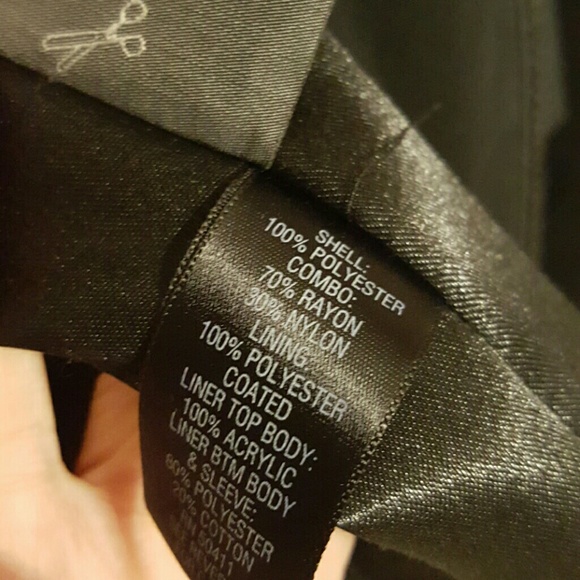 SHELL:
100% POLYESTER
COMBO:
70% RAYON
30% NYLON
LINING:
100% POLYESTER
COATED
LINER TOP BODY:
100% ACRYLIC
LINER BTM BODY
& SLEEVE:
80% POLYESTER
20% COTTON